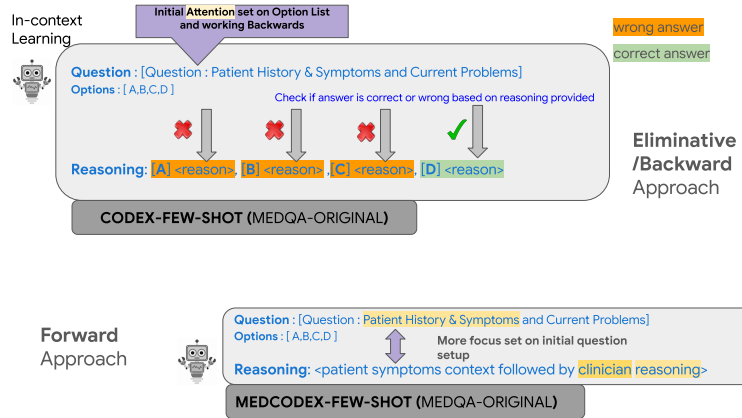 Initial Attention set on Option List
and working Backwards
In-context
Learning
wrong answer
correct answer
Question : [Question : Patient History & Symptoms and Current Problems]
Options : [ A,B,C,D ]
Check if answer is correct or wrong based on reasoning provided
Eliminative
/Backward
Approach
Reasoning: [A] <reason>, [B] <reason> ,[C] <reason>, [D] <reason>
CODEX-FEW-SHOT (MEDQA-ORIGINAL)
Forward
Approach
Question : [Question : Patient History & Symptoms and Current Problems]
Options : [ A,B,C,D ]
More focus set on initial question
setup
Reasoning: <patient symptoms context followed by clinician reasoning>
MEDCODEX-FEW-SHOT (MEDQA-ORIGINAL)